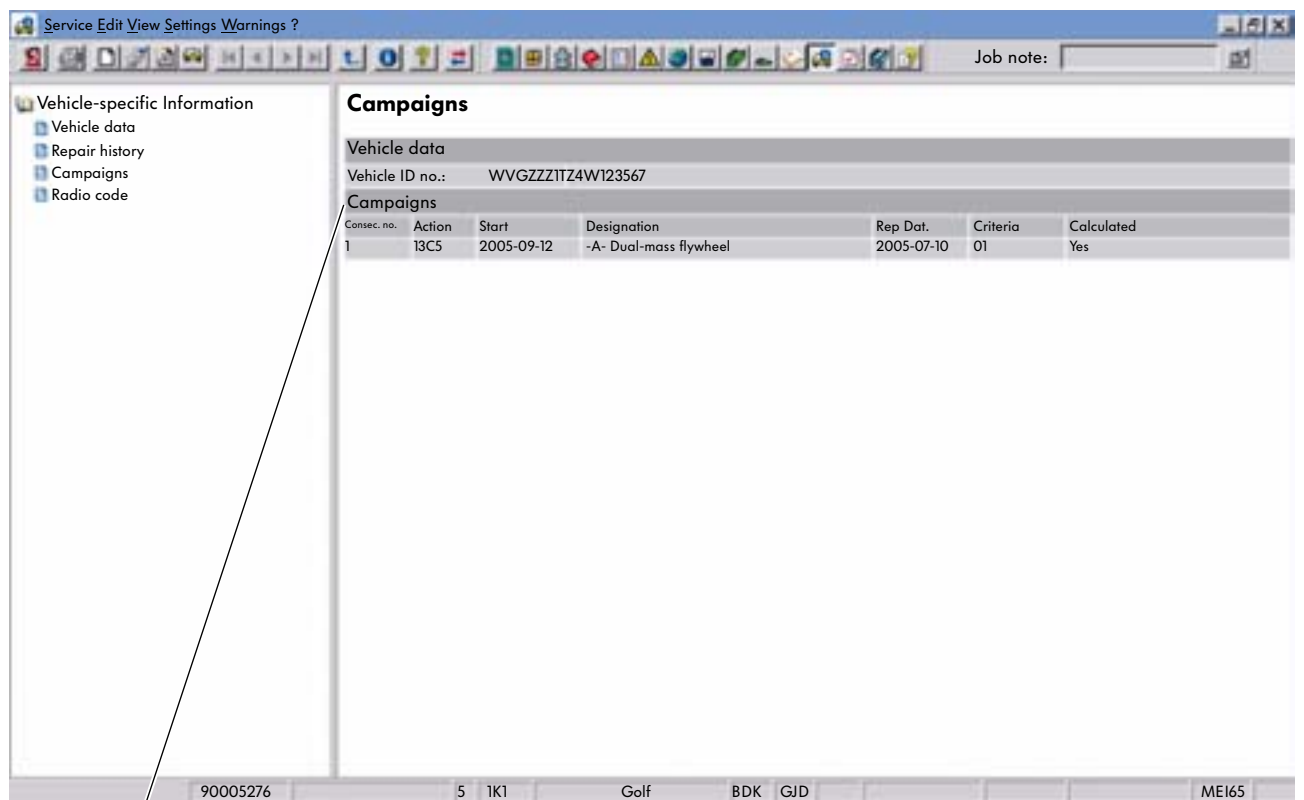 Service Edit View Settings Warnings ?
Job note:
Vehicle-specific Information
Vehicle data
Repair history
Campaigns
Radio code
Campaigns
Vehicle data
Vehicle ID no.: WVGZZZ1TZ4W123567
Campaigns
Consec. no. Action Start Designation Rep Dat. Criteria Calculated
1 13C5 2005-09-12 -A- Dual-mass flywheel 2005-07-10 01 Yes
90005276 5 1K1 Golf BDK GJD MEI65